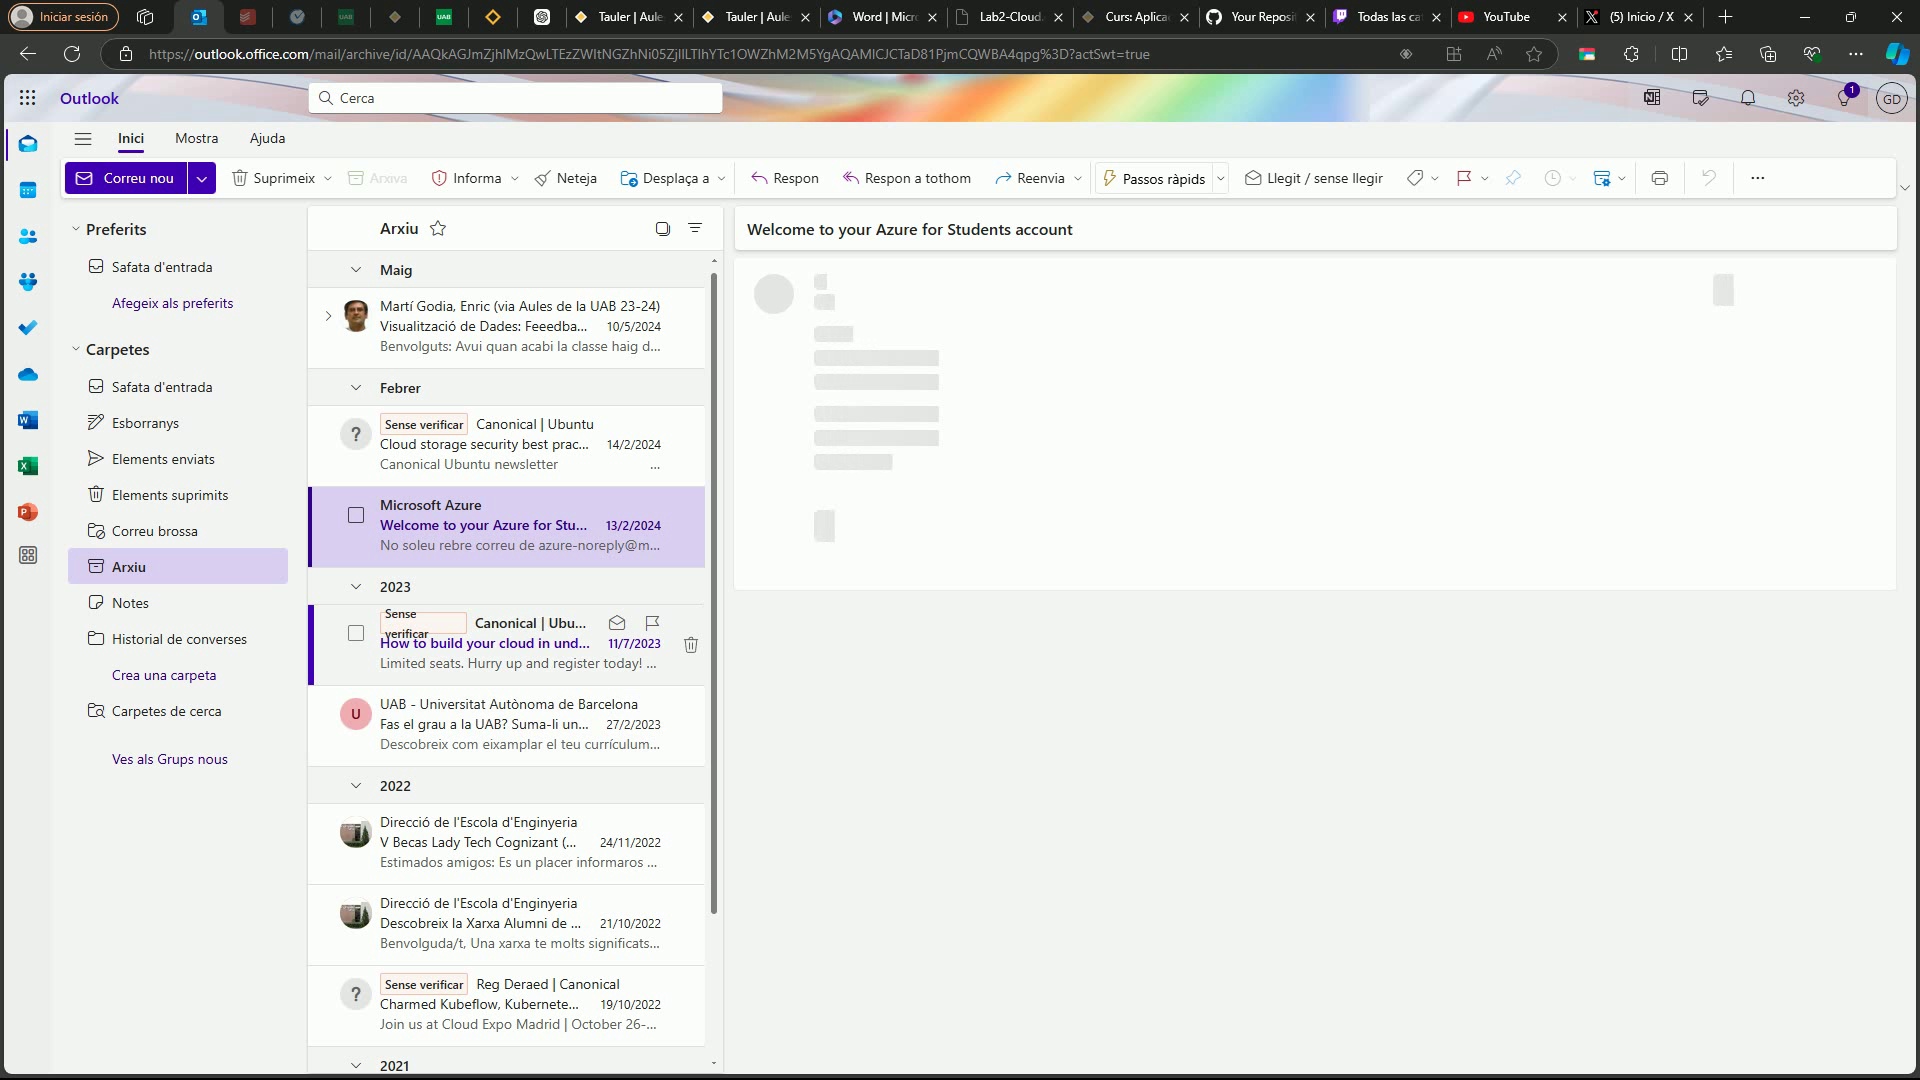 Iniciar sesión
Tauler | Aule
Tauler | Aule
Word | Micr
Lab2-Cloud
Curs: Aplica
Your Reposi
Todas las ca
YouTube
(5) Inicio / X
https://outlook.office.com/mail/archive/id/AAQkAGJmZjhlMzQwLTEzZWItNGZhNi05ZjllLTlhYTc1OWZhM2M5YgAQAMlCJCTaD81PjmCQWBA4qpg%3D?actSwt=true
Outlook
Cerca
1
GD
Inici
Mostra
Ajuda
Correu nou
Suprimeix
Arxiva
Informa
Neteja
Desplaça a
Respon
Respon a tothom
Reenvia
Passos ràpids
Llegit / sense llegir
Preferits
Safata d'entrada
Afegeix als preferits
Carpetes
Safata d'entrada
Esborranys
Elements enviats
Elements suprimits
Correu brossa
Arxiu
Notes
Historial de converses
Crea una carpeta
Carpetes de cerca
Ves als Grups nous
Arxiu
Maig
Martí Godia, Enric (via Aules de la UAB 23-24)
Visualització de Dades: Feeedba... 10/5/2024
Benvolguts: Avui quan acabi la classe haig d...
Febrer
Sense verificar Canonical | Ubuntu
Cloud storage security best prac... 14/2/2024
Canonical Ubuntu newsletter ...
Microsoft Azure
Welcome to your Azure for Stu... 13/2/2024
No soleu rebre correu de azure-noreply@m...
2023
Sense verificar Canonical | Ubu...
How to build your cloud in und... 11/7/2023
Limited seats. Hurry up and register today! ...
U
UAB - Universitat Autònoma de Barcelona
Fas el grau a la UAB? Suma-li un... 27/2/2023
Descobreix com eixamplar el teu currículum...
2022
Direcció de l'Escola d'Enginyeria
V Becas Lady Tech Cognizant (... 24/11/2022
Estimados amigos: Es un placer informaros ...
Direcció de l'Escola d'Enginyeria
Descobreix la Xarxa Alumni de ... 21/10/2022
Benvolguda/t, Una xarxa te molts significats...
Sense verificar Reg Deraed | Canonical
Charmed Kubeflow, Kubernete... 19/10/2022
Join us at Cloud Expo Madrid | October 26-...
2021
Welcome to your Azure for Students account